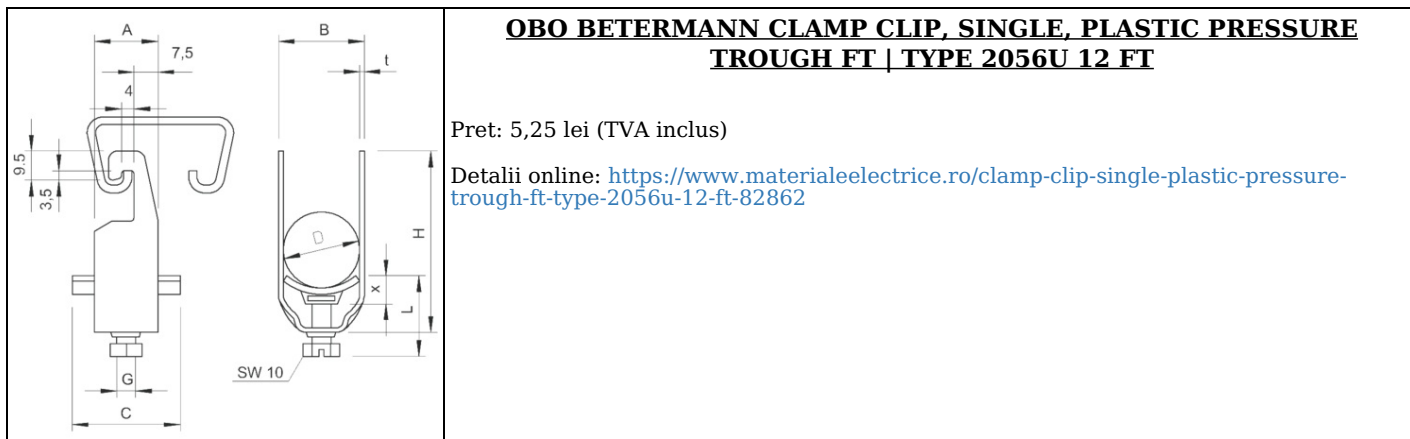 A
7,5
4
9.5
3,5
G
C
B
t
D
H
x
L
SW 10
OBO BETERMANN CLAMP CLIP, SINGLE, PLASTIC PRESSURE
TROUGH FT | TYPE 2056U 12 FT
Pret: 5,25 lei (TVA inclus)
Detalii online: https://www.materialeelectrice.ro/clamp-clip-single-plastic-pressure-
trough-ft-type-2056u-12-ft-82862